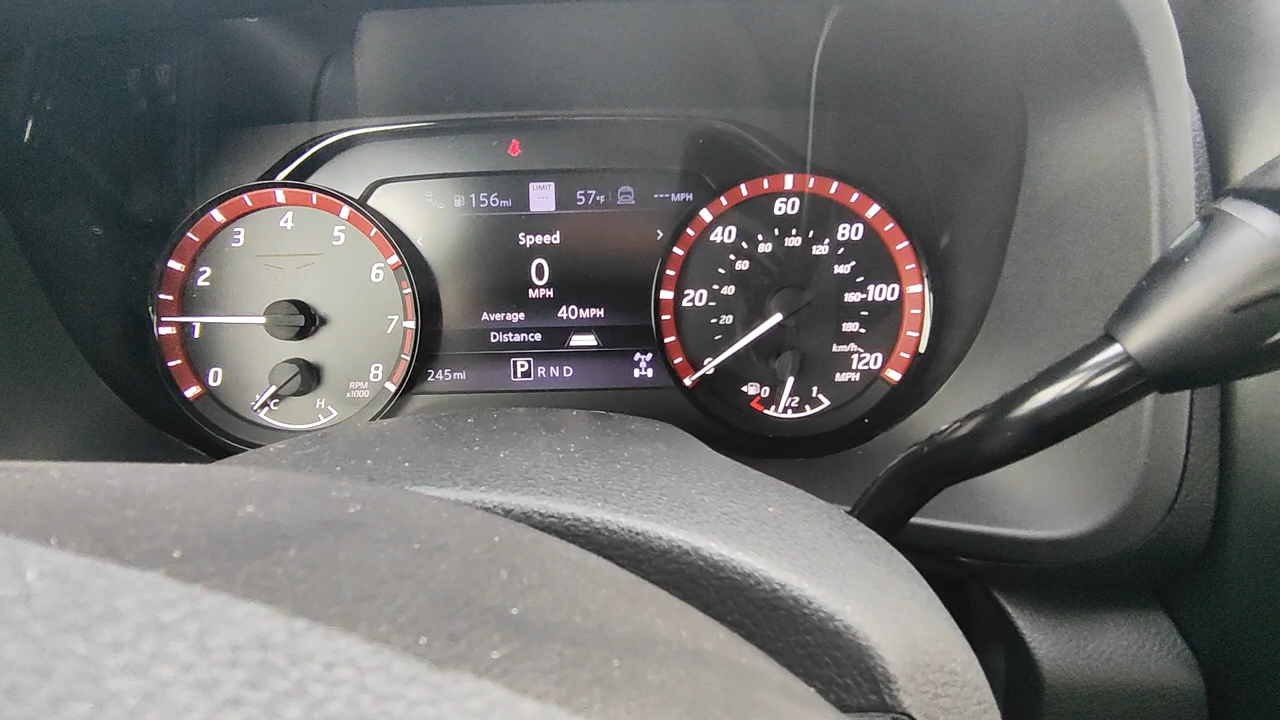 156mi
LIMIT
---
57°F
---MPH
Speed
0
MPH
Average 40MPH
Distance
245mi
P R N D
0
1
2
3
4
5
6
7
8
RPM
x1000
C
H
0
20
40
60
80
100
120
MPH
20
40
60
80
100
120
140
160
180
km/h
0
1/2
1